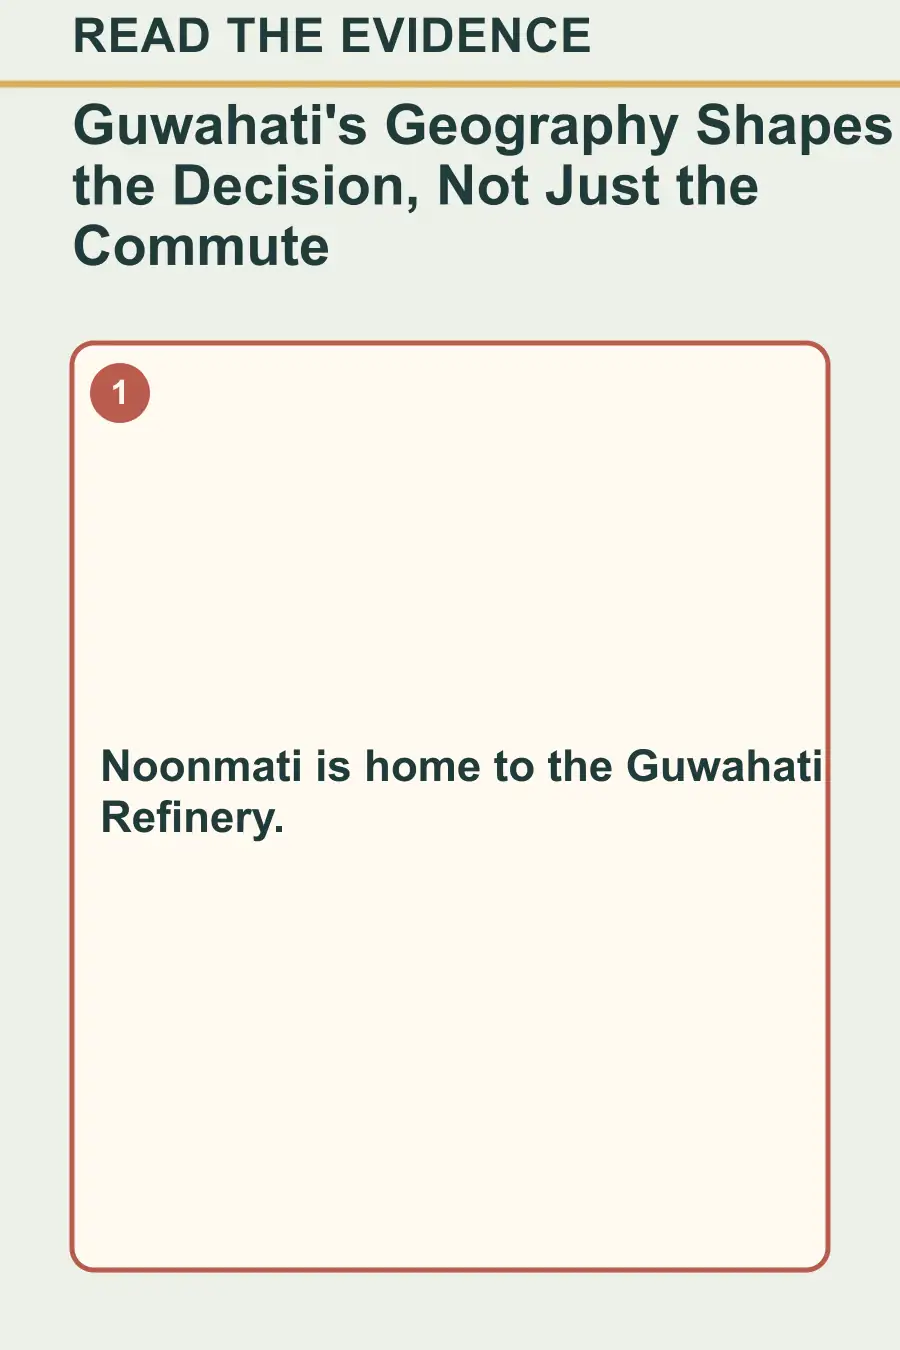 READ THE EVIDENCE
Guwahati's Geography Shapes
the Decision, Not Just the
Commute
1
Noonmati is home to the Guwahati
Refinery.